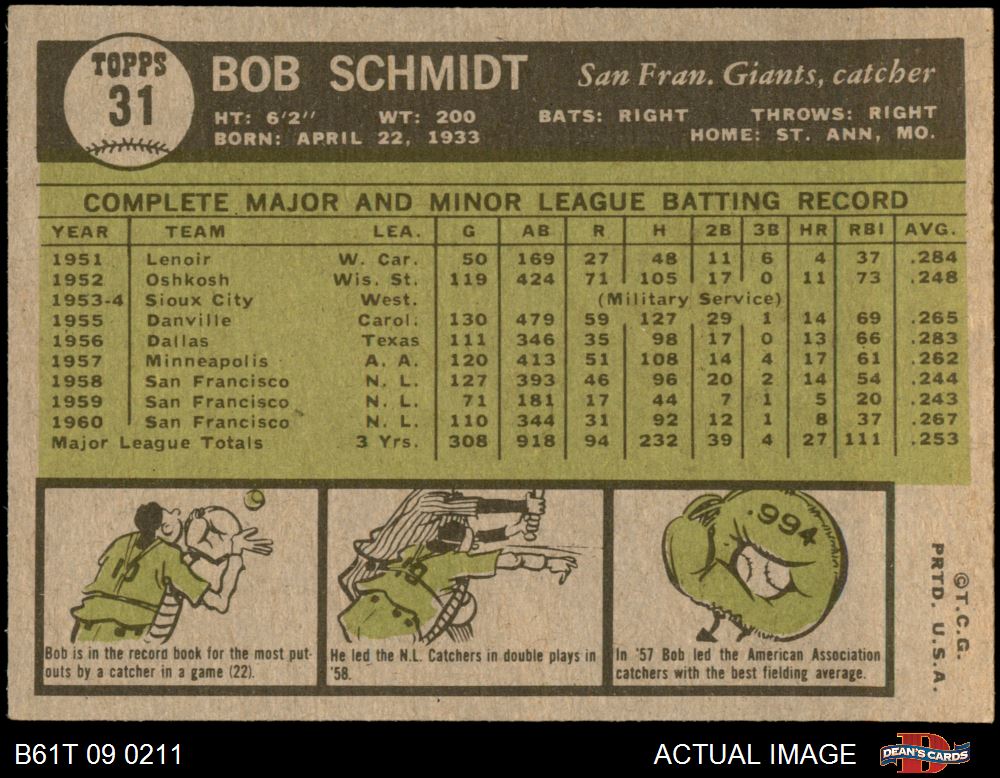 TOPPS
31
BOB SCHMIDT San Fran. Giants, catcher
HT: 6'2" WT: 200 BATS: RIGHT THROWS: RIGHT
BORN: APRIL 22, 1933 HOME: ST. ANN, MO.
COMPLETE MAJOR AND MINOR LEAGUE BATTING RECORD
YEAR TEAM LEA. G AB R H 2B 3B HR RBI AVG.
1951 Lenoir W. Car. 50 169 27 48 11 6 4 37 .284
1952 Oshkosh Wis. St. 119 424 71 105 17 0 11 73 .248
1953-4 Sioux City West. (Military Service)
1955 Danville Carol. 130 479 59 127 29 1 14 69 .265
1956 Dallas Texas 111 346 35 98 17 0 13 66 .283
1957 Minneapolis A. A. 120 413 51 108 14 4 17 61 .262
1958 San Francisco N. L. 127 393 46 96 20 2 14 54 .244
1959 San Francisco N. L. 71 181 17 44 7 1 5 20 .243
1960 San Francisco N. L. 110 344 31 92 12 1 8 37 .267
Major League Totals 3 Yrs. 308 918 94 232 39 4 27 111 .253
13
19
.994
Bob is in the record book for the most put-
outs by a catcher in a game (22).
He led the N.L. Catchers in double plays in
'58.
In '57 Bob led the American Association
catchers with the best fielding average.
©T.C.G.
PRTD. U.S.A.
B61T 09 0211 ACTUAL IMAGE
DEAN'S CARDS